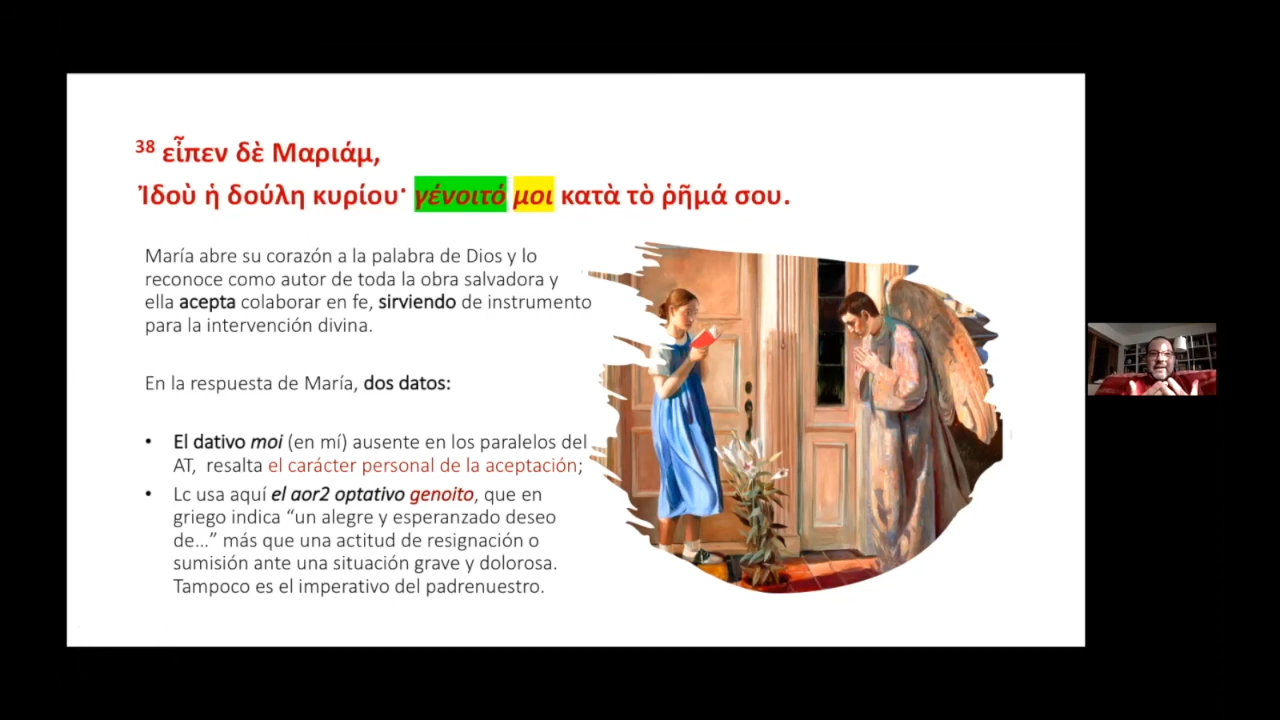 38 εἶπεν δὲ Μαριάμ,
Ἰδοὺ ἡ δούλη κυρίου· γένοιτό μοι κατὰ τὸ ῥῆμά σου.
María abre su corazón a la palabra de Dios y lo
reconoce como autor de toda la obra salvadora y
ella acepta colaborar en fe, sirviendo de instrumento
para la intervención divina.
En la respuesta de María, dos datos:
• El dativo moi (en mí) ausente en los paralelos del
AT, resalta el carácter personal de la aceptación;
• Lc usa aquí el aor2 optativo genoito, que en
griego indica “un alegre y esperanzado deseo
de…” más que una actitud de resignación o
sumisión ante una situación grave y dolorosa.
Tampoco es el imperativo del padrenuestro.